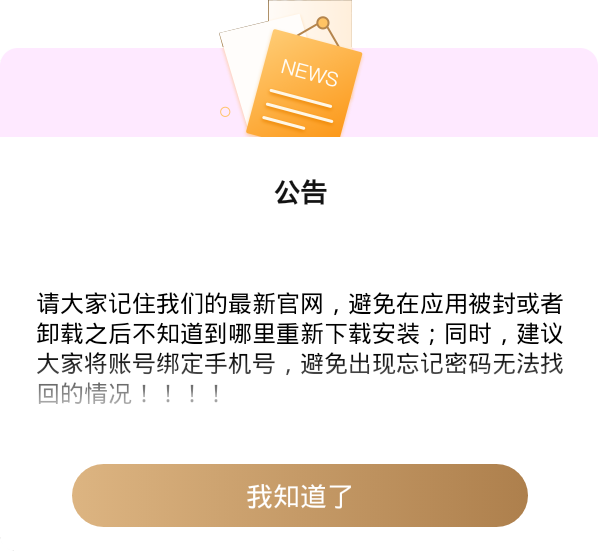 NEWS
公告
请大家记住我们的最新官网，避免在应用被封或者
卸载之后不知道到哪里重新下载安装；同时，建议
大家将账号绑定手机号，避免出现忘记密码无法找
回的情况！！！！
我知道了